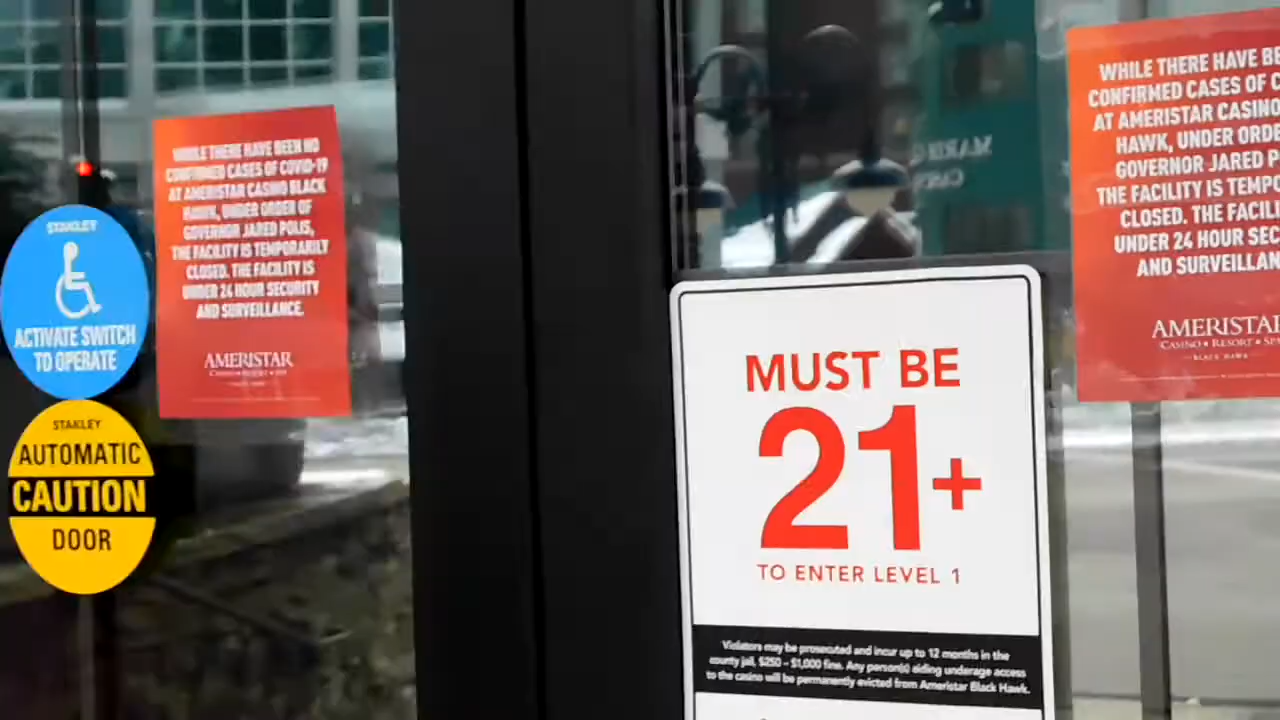 STANLEY
ACTIVATE SWITCH
TO OPERATE
STANLEY
AUTOMATIC
CAUTION
DOOR
WHILE THERE HAVE BEEN NO
CONFIRMED CASES OF COVID-19
AT AMERISTAR CASINO BLACK
HAWK, UNDER ORDER OF
GOVERNOR JARED POLIS,
THE FACILITY IS TEMPORARILY
CLOSED. THE FACILITY IS
UNDER 24 HOUR SECURITY
AND SURVEILLANCE.
AMERISTAR
CASINO • RESORT • SPA
MUST BE
21+
TO ENTER LEVEL 1
Violators may be prosecuted and incur up to 12 months in the
county jail, $250 – $1,000 fine. Any person(s) aiding underage access
to the casino will be permanently evicted from Ameristar Black Hawk.
WHILE THERE HAVE BE
CONFIRMED CASES OF C
AT AMERISTAR CASINO
HAWK, UNDER ORDE
GOVERNOR JARED P
THE FACILITY IS TEMPO
CLOSED. THE FACILI
UNDER 24 HOUR SEC
AND SURVEILLAN
AMERISTAR
CASINO • RESORT • SPA
BLACK HAWK